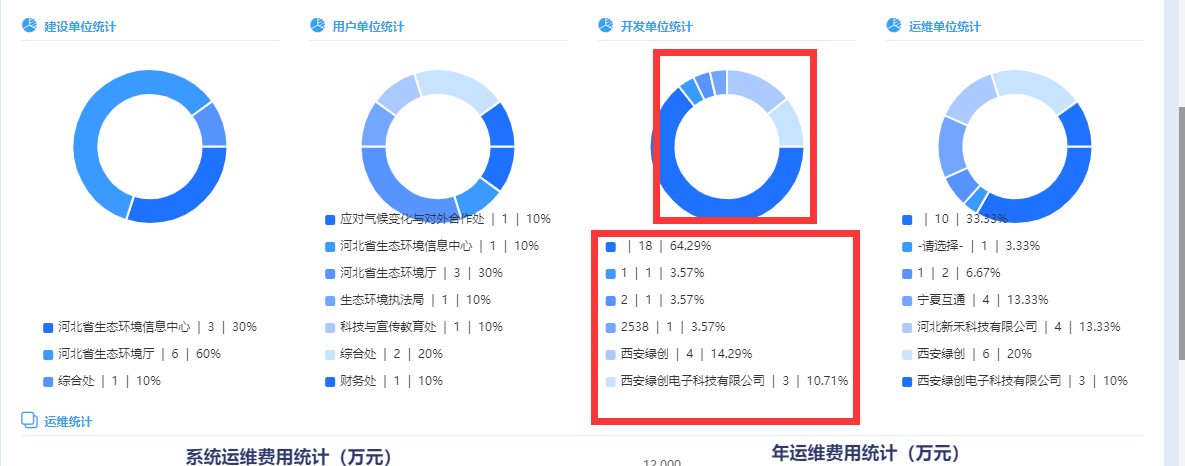 建设单位统计
用户单位统计
开发单位统计
运维单位统计
河北省生态环境信息中心 | 3 | 30%
河北省生态环境厅 | 6 | 60%
综合处 | 1 | 10%
应对气候变化与对外合作处 | 1 | 10%
河北省生态环境信息中心 | 1 | 10%
河北省生态环境厅 | 3 | 30%
生态环境执法局 | 1 | 10%
科技与宣传教育处 | 1 | 10%
综合处 | 2 | 20%
财务处 | 1 | 10%
| 18 | 64.29%
1 | 1 | 3.57%
2 | 1 | 3.57%
2538 | 1 | 3.57%
西安绿创 | 4 | 14.29%
西安绿创电子科技有限公司 | 3 | 10.71%
| 10 | 33.33%
-请选择- | 1 | 3.33%
1 | 2 | 6.67%
宁夏互通 | 4 | 13.33%
河北新禾科技有限公司 | 4 | 13.33%
西安绿创 | 6 | 20%
西安绿创电子科技有限公司 | 3 | 10%
运维统计
系统运维费用统计（万元）
年运维费用统计（万元）
12,000